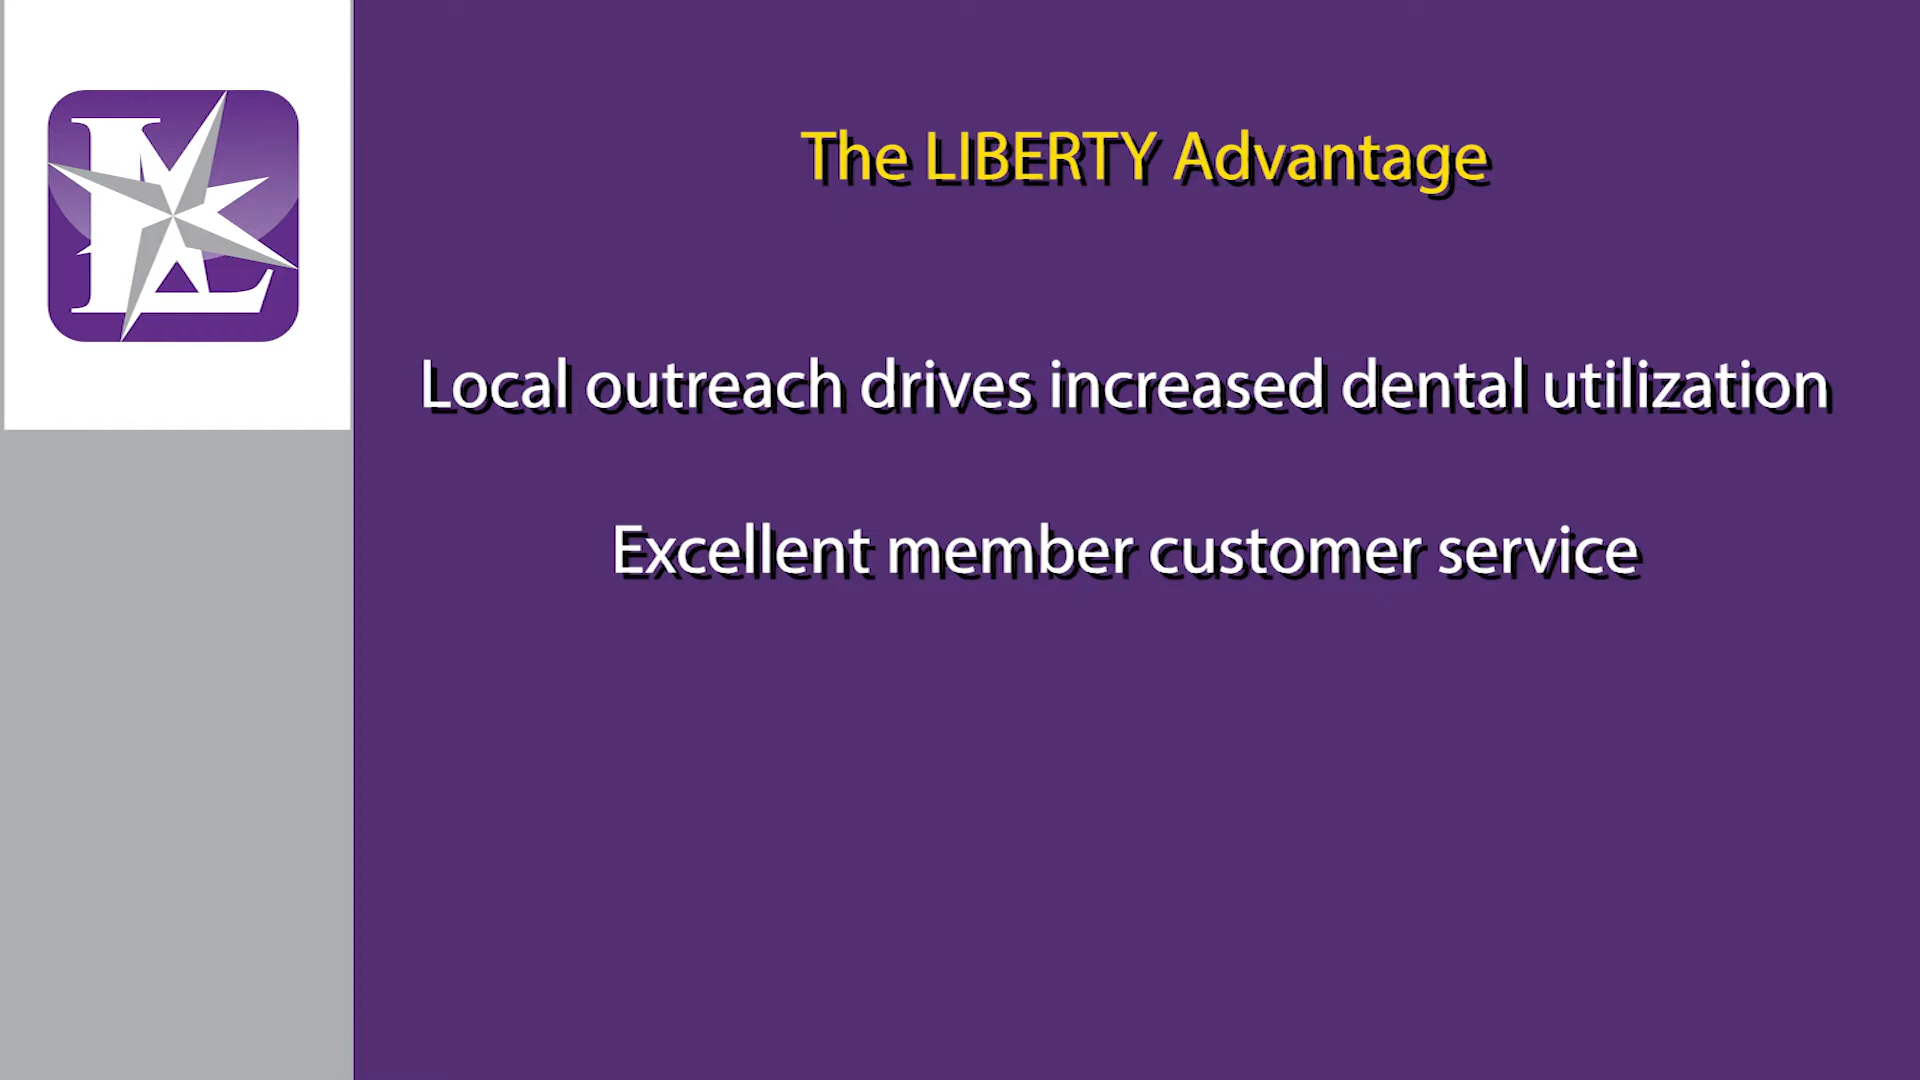 L
The LIBERTY Advantage
Local outreach drives increased dental utilization
Excellent member customer service